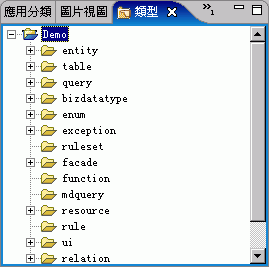 應用分類 圖片視圖 類型 »1
Demo
entity
table
query
bizdatatype
enum
exception
ruleset
facade
function
mdquery
resource
rule
ui
relation